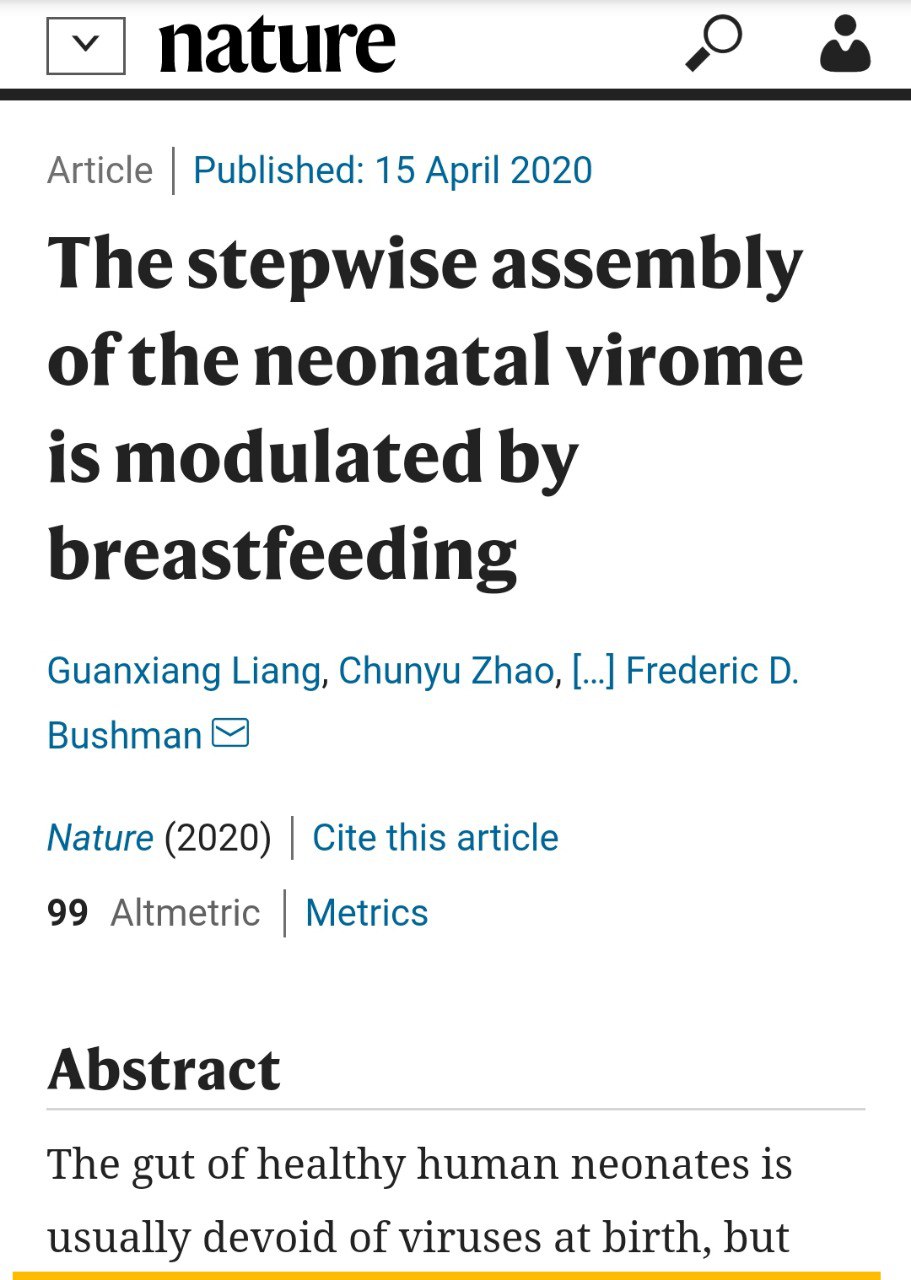 nature
Article | Published: 15 April 2020
The stepwise assembly
of the neonatal virome
is modulated by
breastfeeding
Guanxiang Liang, Chunyu Zhao, [...] Frederic D.
Bushman
Nature (2020) | Cite this article
99 Altmetric | Metrics
Abstract
The gut of healthy human neonates is
usually devoid of viruses at birth, but